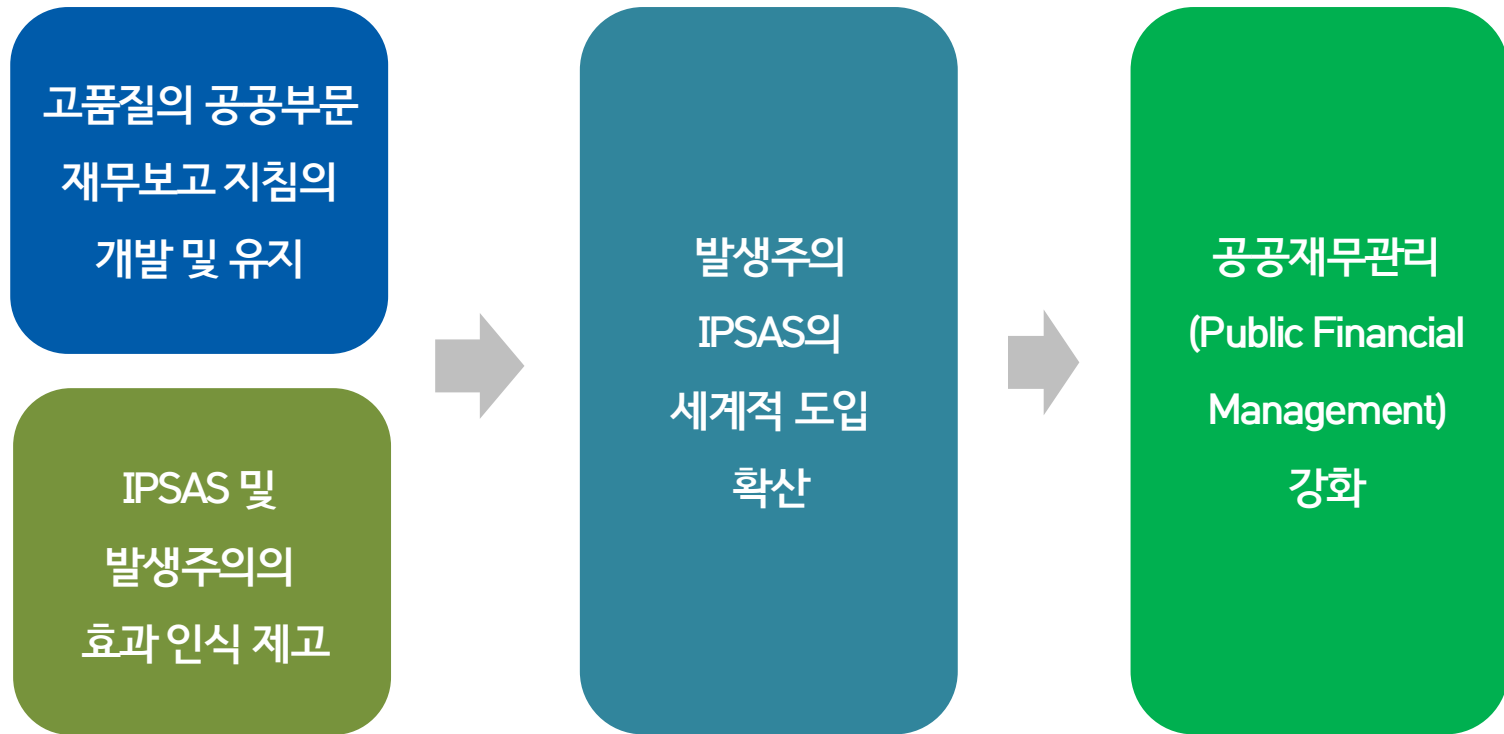 고품질의 공공부문
재무보고 지침의
개발 및 유지
IPSAS 및
발생주의의
효과 인식 제고
발생주의
IPSAS의
세계적 도입
확산
공공재무관리
(Public Financial
Management)
강화